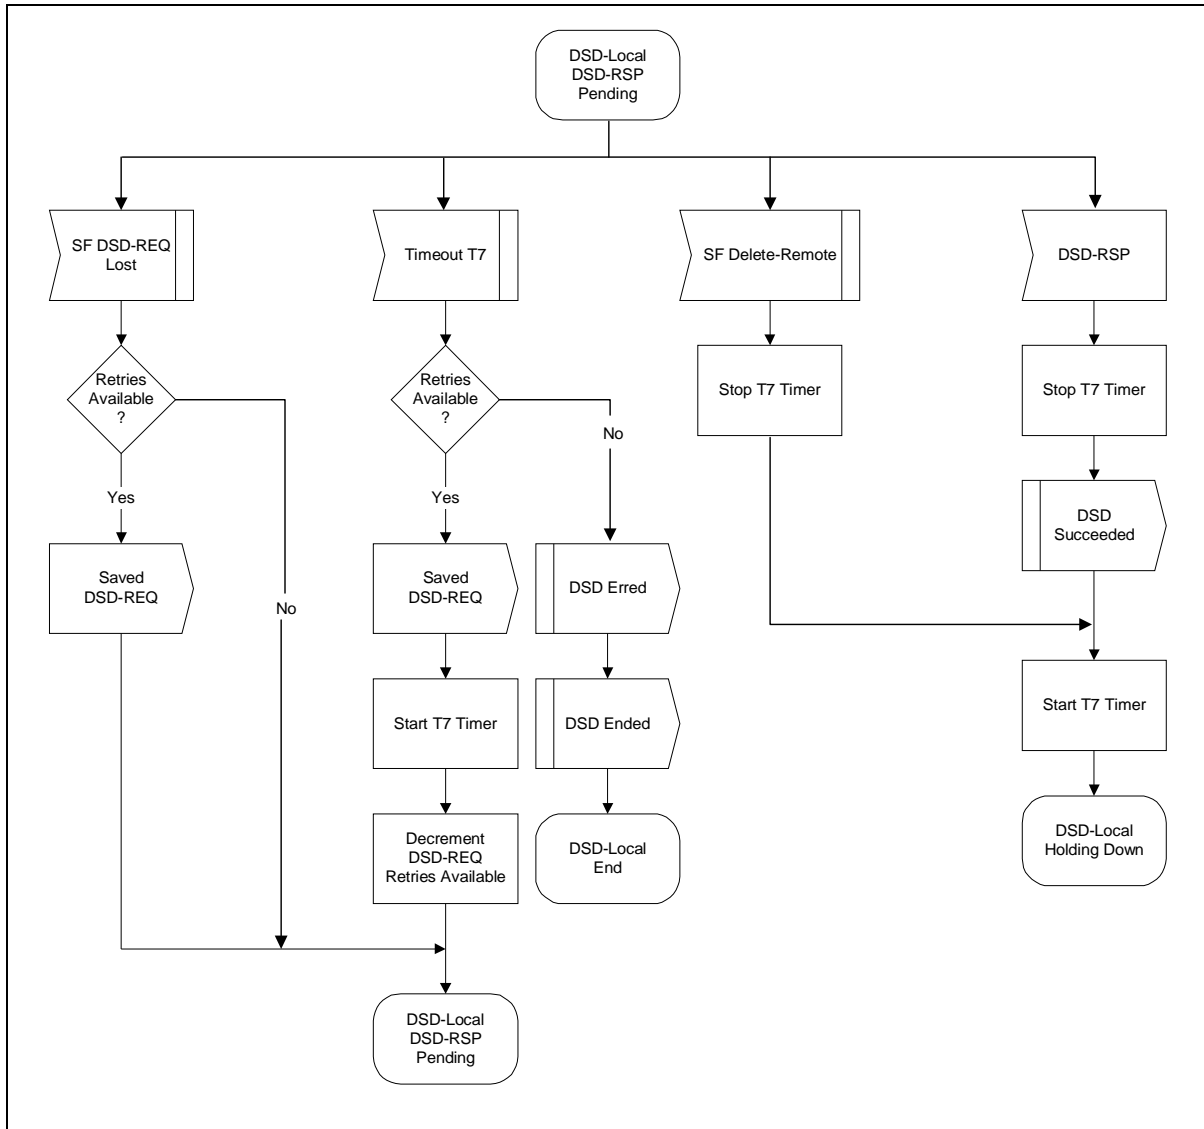 DSD-Local
DSD-RSP
Pending
SF DSD-REQ
Lost
Timeout T7
SF Delete-Remote
DSD-RSP
Retries
Available
?
Retries
Available
?
Stop T7 Timer
Stop T7 Timer
No
Yes
Yes
DSD
Succeeded
Saved
DSD-REQ
No
Saved
DSD-REQ
DSD Erred
Start T7 Timer
DSD Ended
Start T7 Timer
Decrement
DSD-REQ
Retries Available
DSD-Local
End
DSD-Local
Holding Down
DSD-Local
DSD-RSP
Pending